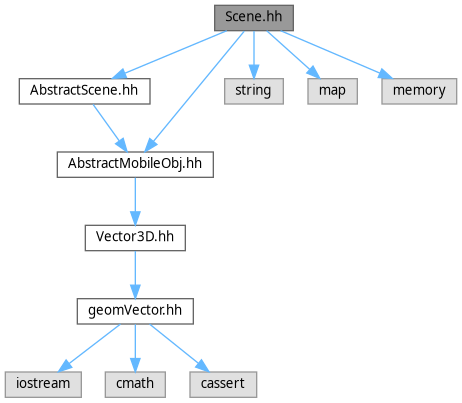 Scene.hh
AbstractScene.hh
string
map
memory
AbstractMobileObj.hh
Vector3D.hh
geomVector.hh
iostream
cmath
cassert